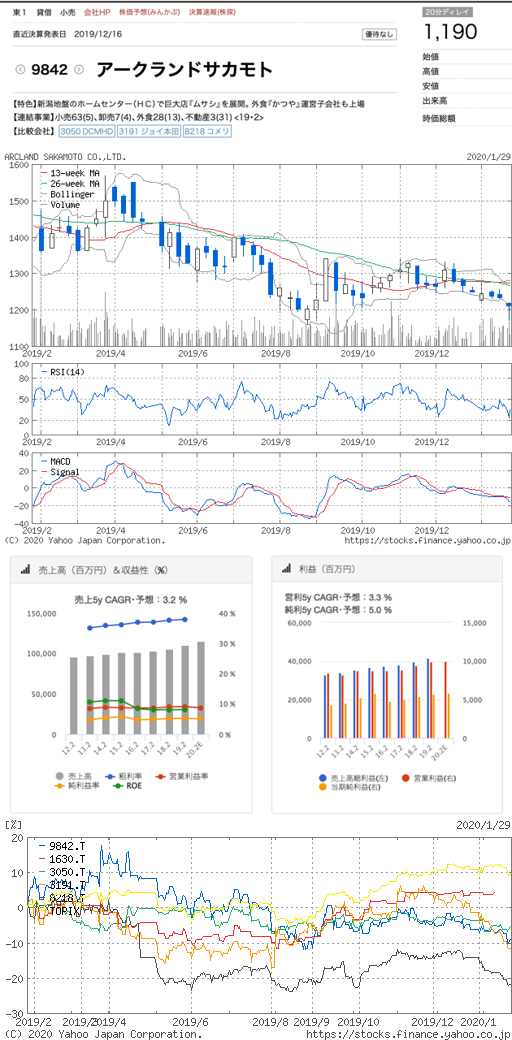 東1 貸借 小売 会社HP 株価予想(みんかぶ) 決算速報(株探)
20分ディレイ
直近決算発表日 2019/12/16 優待なし
1,190
9842 アークランドサカモト
始値
高値
安値
出来高
時価総額
【特色】新潟地盤のホームセンター(HC)で巨大店『ムサシ』を展開。外食『かつや』運営子会社も上場
【連結事業】小売63(5)、卸売7(4)、外食28(13)、不動産3(31) <19・2>
【比較会社】 3050 DCMHD 3191 ジョイ本田 8218 コメリ
ARCLAND SAKAMOTO CO.,LTD. 2020/1/29
1600
1500
1400
1300
1200
1100
13-week MA
26-week MA
Bollinger
Volume
2019/2 2019/4 2019/6 2019/8 2019/10 2019/12
100
80
60
40
20
0
RSI(14)
2019/2 2019/4 2019/6 2019/8 2019/10 2019/12
40
20
0
-20
-40
MACD
Signal
2019/2 2019/4 2019/6 2019/8 2019/10 2019/12
(C) 2020 Yahoo Japan Corporation. https://stocks.finance.yahoo.co.jp/
売上高（百万円）＆収益性（%）
売上5y CAGR・予想：3.2 %
150,000
100,000
50,000
0
40 %
30 %
20 %
10 %
0 %
12.2 13.2 14.2 15.2 16.2 17.2 18.2 19.2 20.2E
売上高 粗利率 営業利益率
純利益率 ROE
利益（百万円）
営利5y CAGR・予想：3.3 %
純利5y CAGR・予想：5.0 %
60,000
40,000
20,000
0
15,000
10,000
5,000
0
12.2 13.2 14.2 15.2 16.2 17.2 18.2 19.2 20.2E
売上高総利益(左) 営業利益(右)
当期純利益(右)
[%] 2020/1/29
20
10
0
-10
-20
-30
9842.T
1630.T
3050.T
3191.T
8218.T
TOPIX
2019/2 2019/3 2019/4 2019/6 2019/8 2019/9 2019/10 2019/12 2020/1
(C) 2020 Yahoo Japan Corporation. https://stocks.finance.yahoo.co.jp/